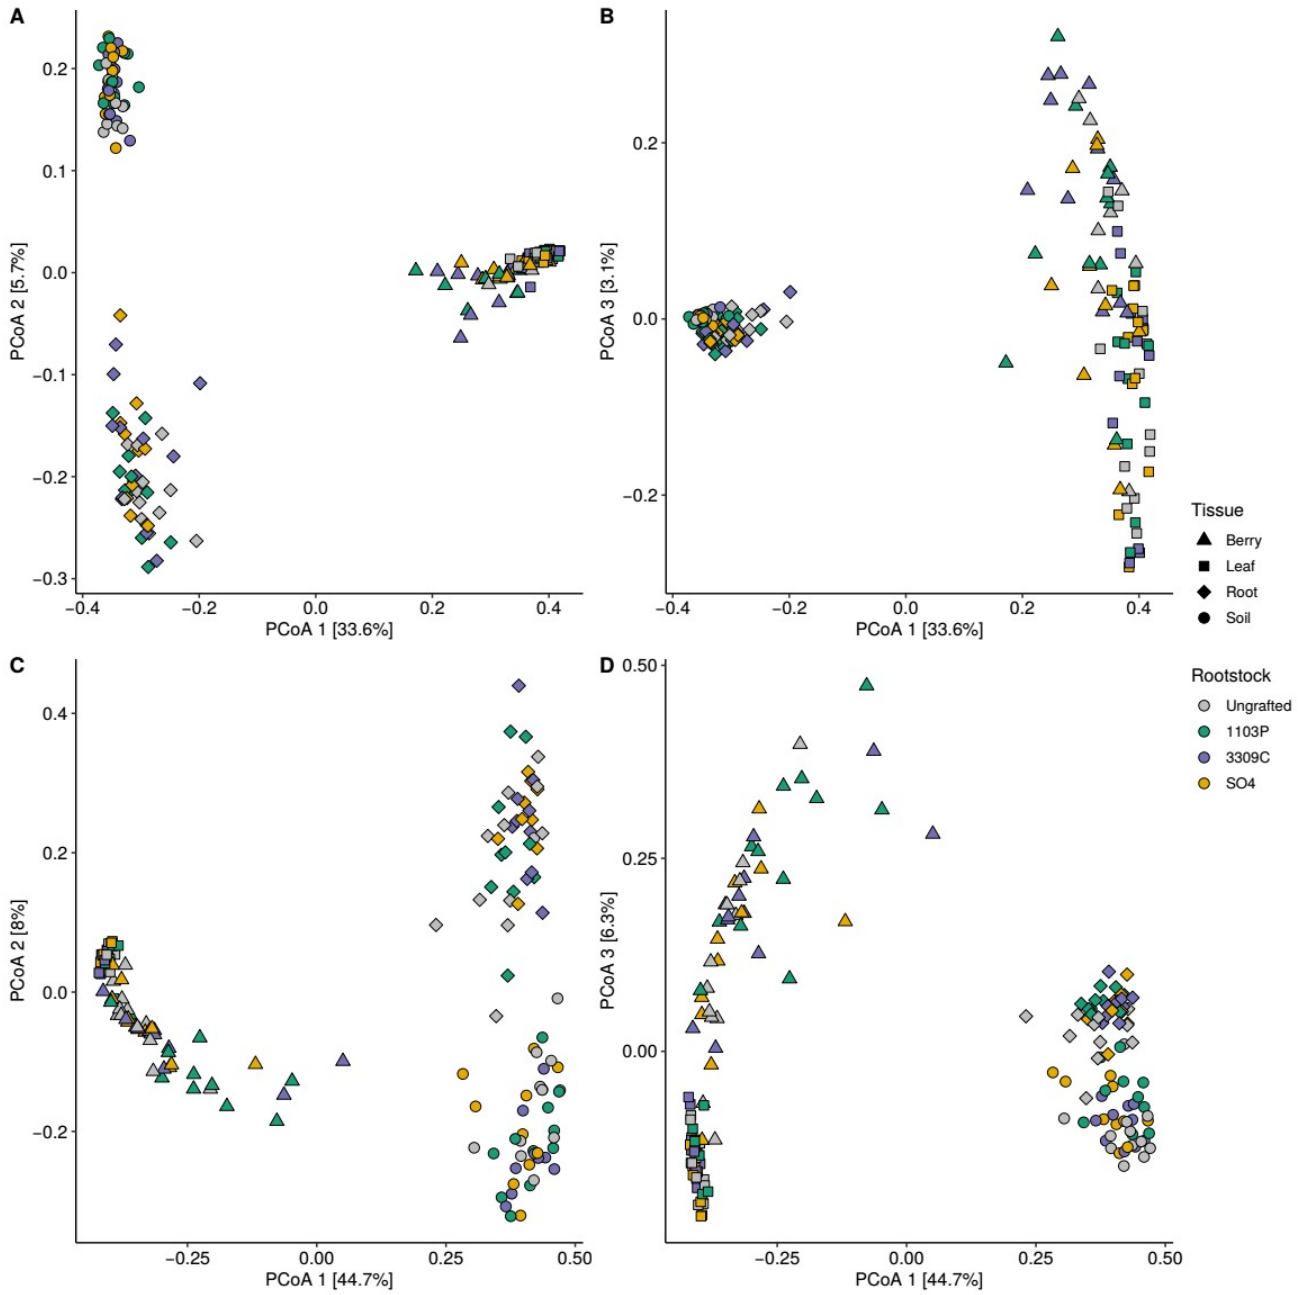 A
0.2
0.1
0.0
−0.1
−0.2
−0.3
PCoA 2 [5.7%]
−0.4
−0.2
0.0
0.2
0.4
PCoA 1 [33.6%]
B
0.2
0.0
−0.2
PCoA 3 [3.1%]
−0.4
−0.2
0.0
0.2
0.4
PCoA 1 [33.6%]
Tissue
Berry
Leaf
Root
Soil
Rootstock
Ungrafted
1103P
3309C
SO4
C
0.4
0.2
0.0
−0.2
PCoA 2 [8%]
−0.25
0.00
0.25
0.50
PCoA 1 [44.7%]
D
0.50
0.25
0.00
PCoA 3 [6.3%]
−0.25
0.00
0.25
0.50
PCoA 1 [44.7%]